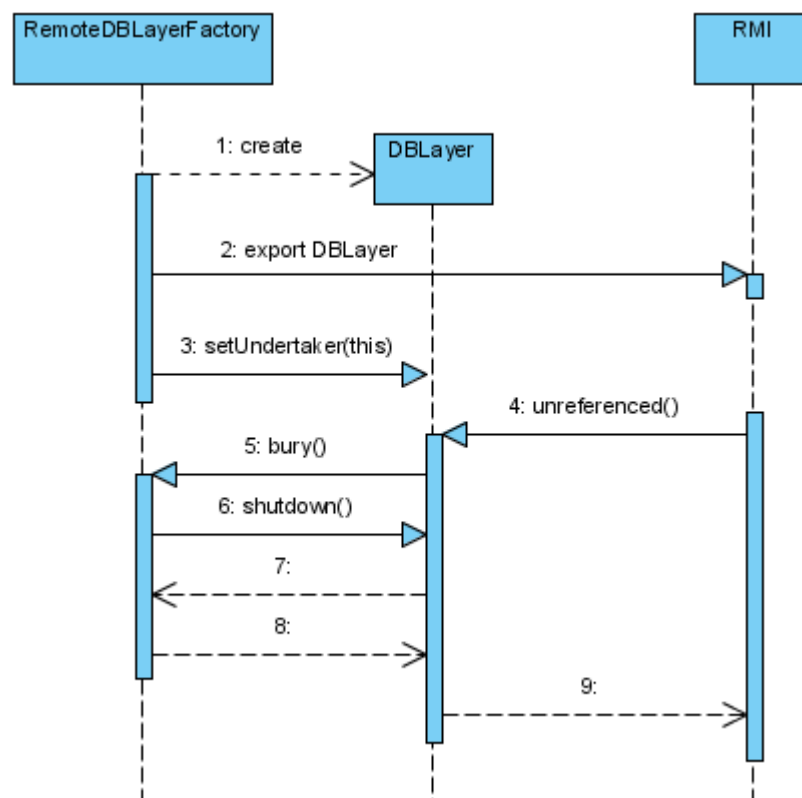 RemoteDBLayerFactory
RMI
1: create
DBLayer
2: export DBLayer
3: setUndertaker(this)
4: unreferenced()
5: bury()
6: shutdown()
7:
8:
9: